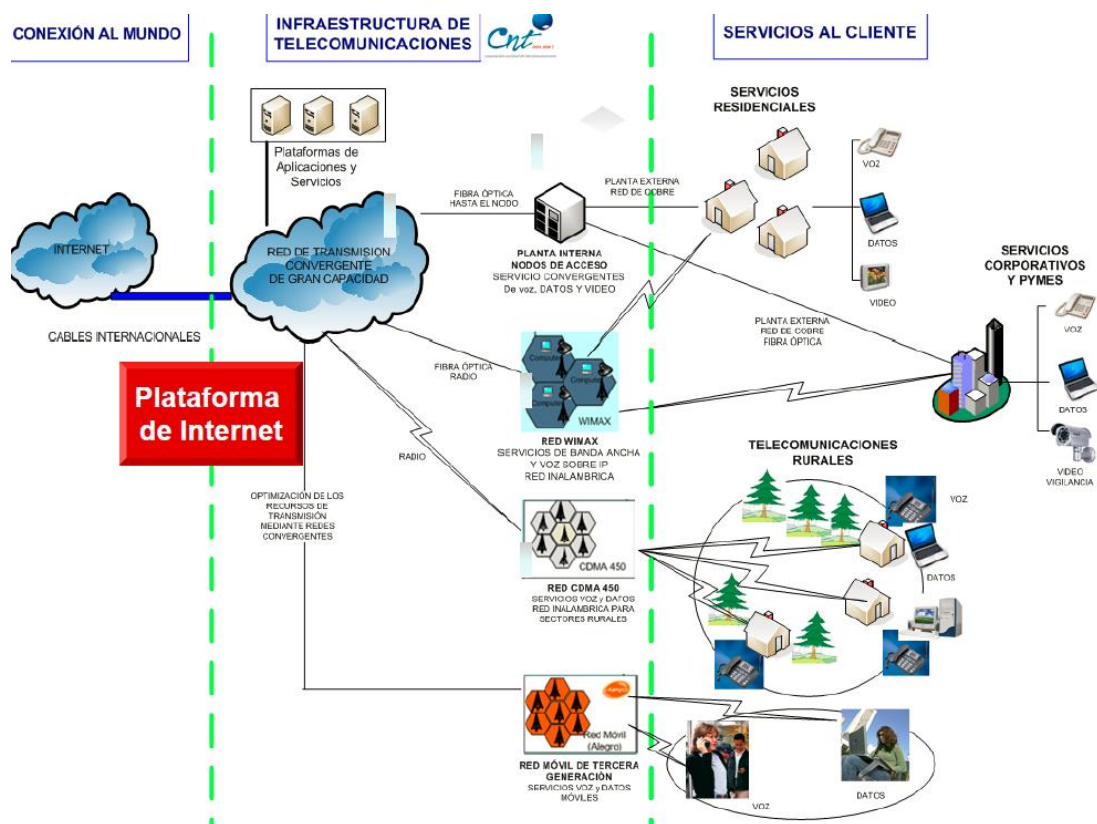 CONEXIÓN AL MUNDO
INFRAESTRUCTURA DE
TELECOMUNICACIONES
Cnt
SERVICIOS AL CLIENTE
Plataformas de
Aplicaciones y
Servicios
INTERNET
RED DE TRANSMISION
CONVERGENTE
DE GRAN CAPACIDAD
CABLES INTERNACIONALES
Plataforma
de Internet
FIBRA ÓPTICA
HASTA EL NODO
PLANTA EXTERNA
RED DE COBRE
PLANTA INTERNA
NODOS DE ACCESO
SERVICIO CONVERGENTES
De voz, DATOS Y VIDEO
SERVICIOS
RESIDENCIALES
VOZ
DATOS
VIDEO
SERVICIOS
CORPORATIVOS
Y PYMES
VOZ
DATOS
VIDEO
VIGILANCIA
PLANTA EXTERNA
RED DE COBRE
FIBRA ÓPTICA
FIBRA ÓPTICA
RADIO
Computer
Computer
Computer
WIMAX
RED WIMAX
SERVICIOS DE BANDA ANCHA
Y VOZ SOBRE IP
RED INALAMBRICA
RADIO
OPTIMIZACIÓN DE LOS
RECURSOS DE
TRANSMISIÓN
MEDIANTE REDES
CONVERGENTES
CDMA 450
RED CDMA 450
SERVICIOS VOZ y DATOS
RED INALAMBRICA PARA
SECTORES RURALES
TELECOMUNICACIONES
RURALES
VOZ
DATOS
Red Móvil
(Alegro)
RED MÓVIL DE TERCERA
GENERACIÓN
SERVICIOS VOZ y DATOS
MÓVILES
VOZ
DATOS